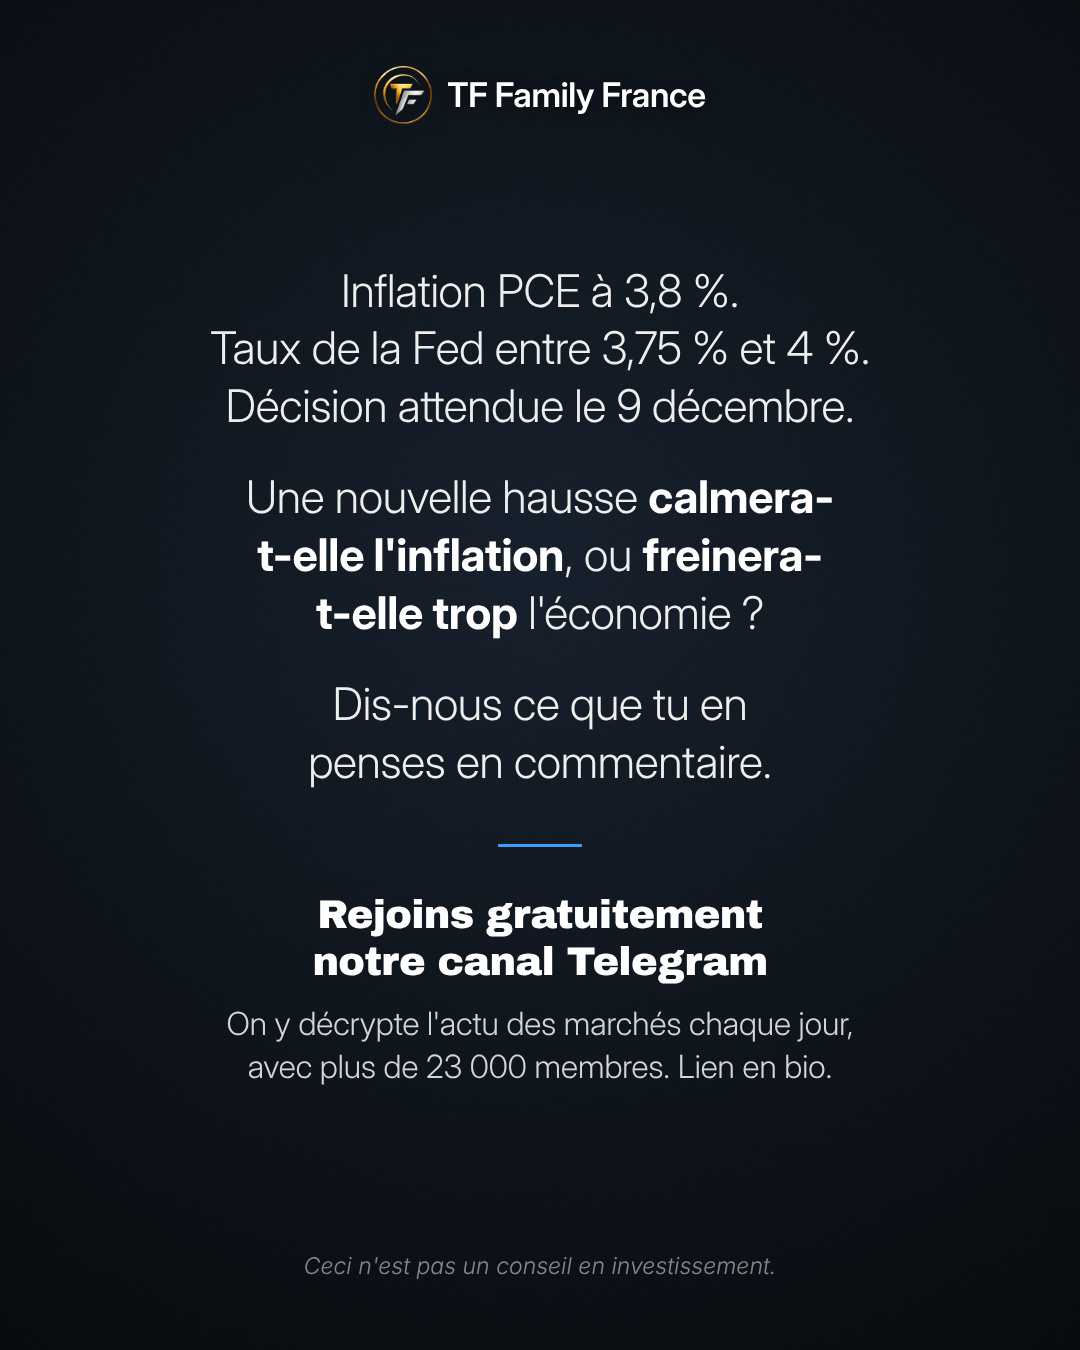 TF TF Family France
Inflation PCE à 3,8 %.
Taux de la Fed entre 3,75 % et 4 %.
Décision attendue le 9 décembre.
Une nouvelle hausse calmera-
t-elle l'inflation, ou freinera-
t-elle trop l'économie ?
Dis-nous ce que tu en
penses en commentaire.
Rejoins gratuitement
notre canal Telegram
On y décrypte l'actu des marchés chaque jour,
avec plus de 23 000 membres. Lien en bio.
Ceci n'est pas un conseil en investissement.